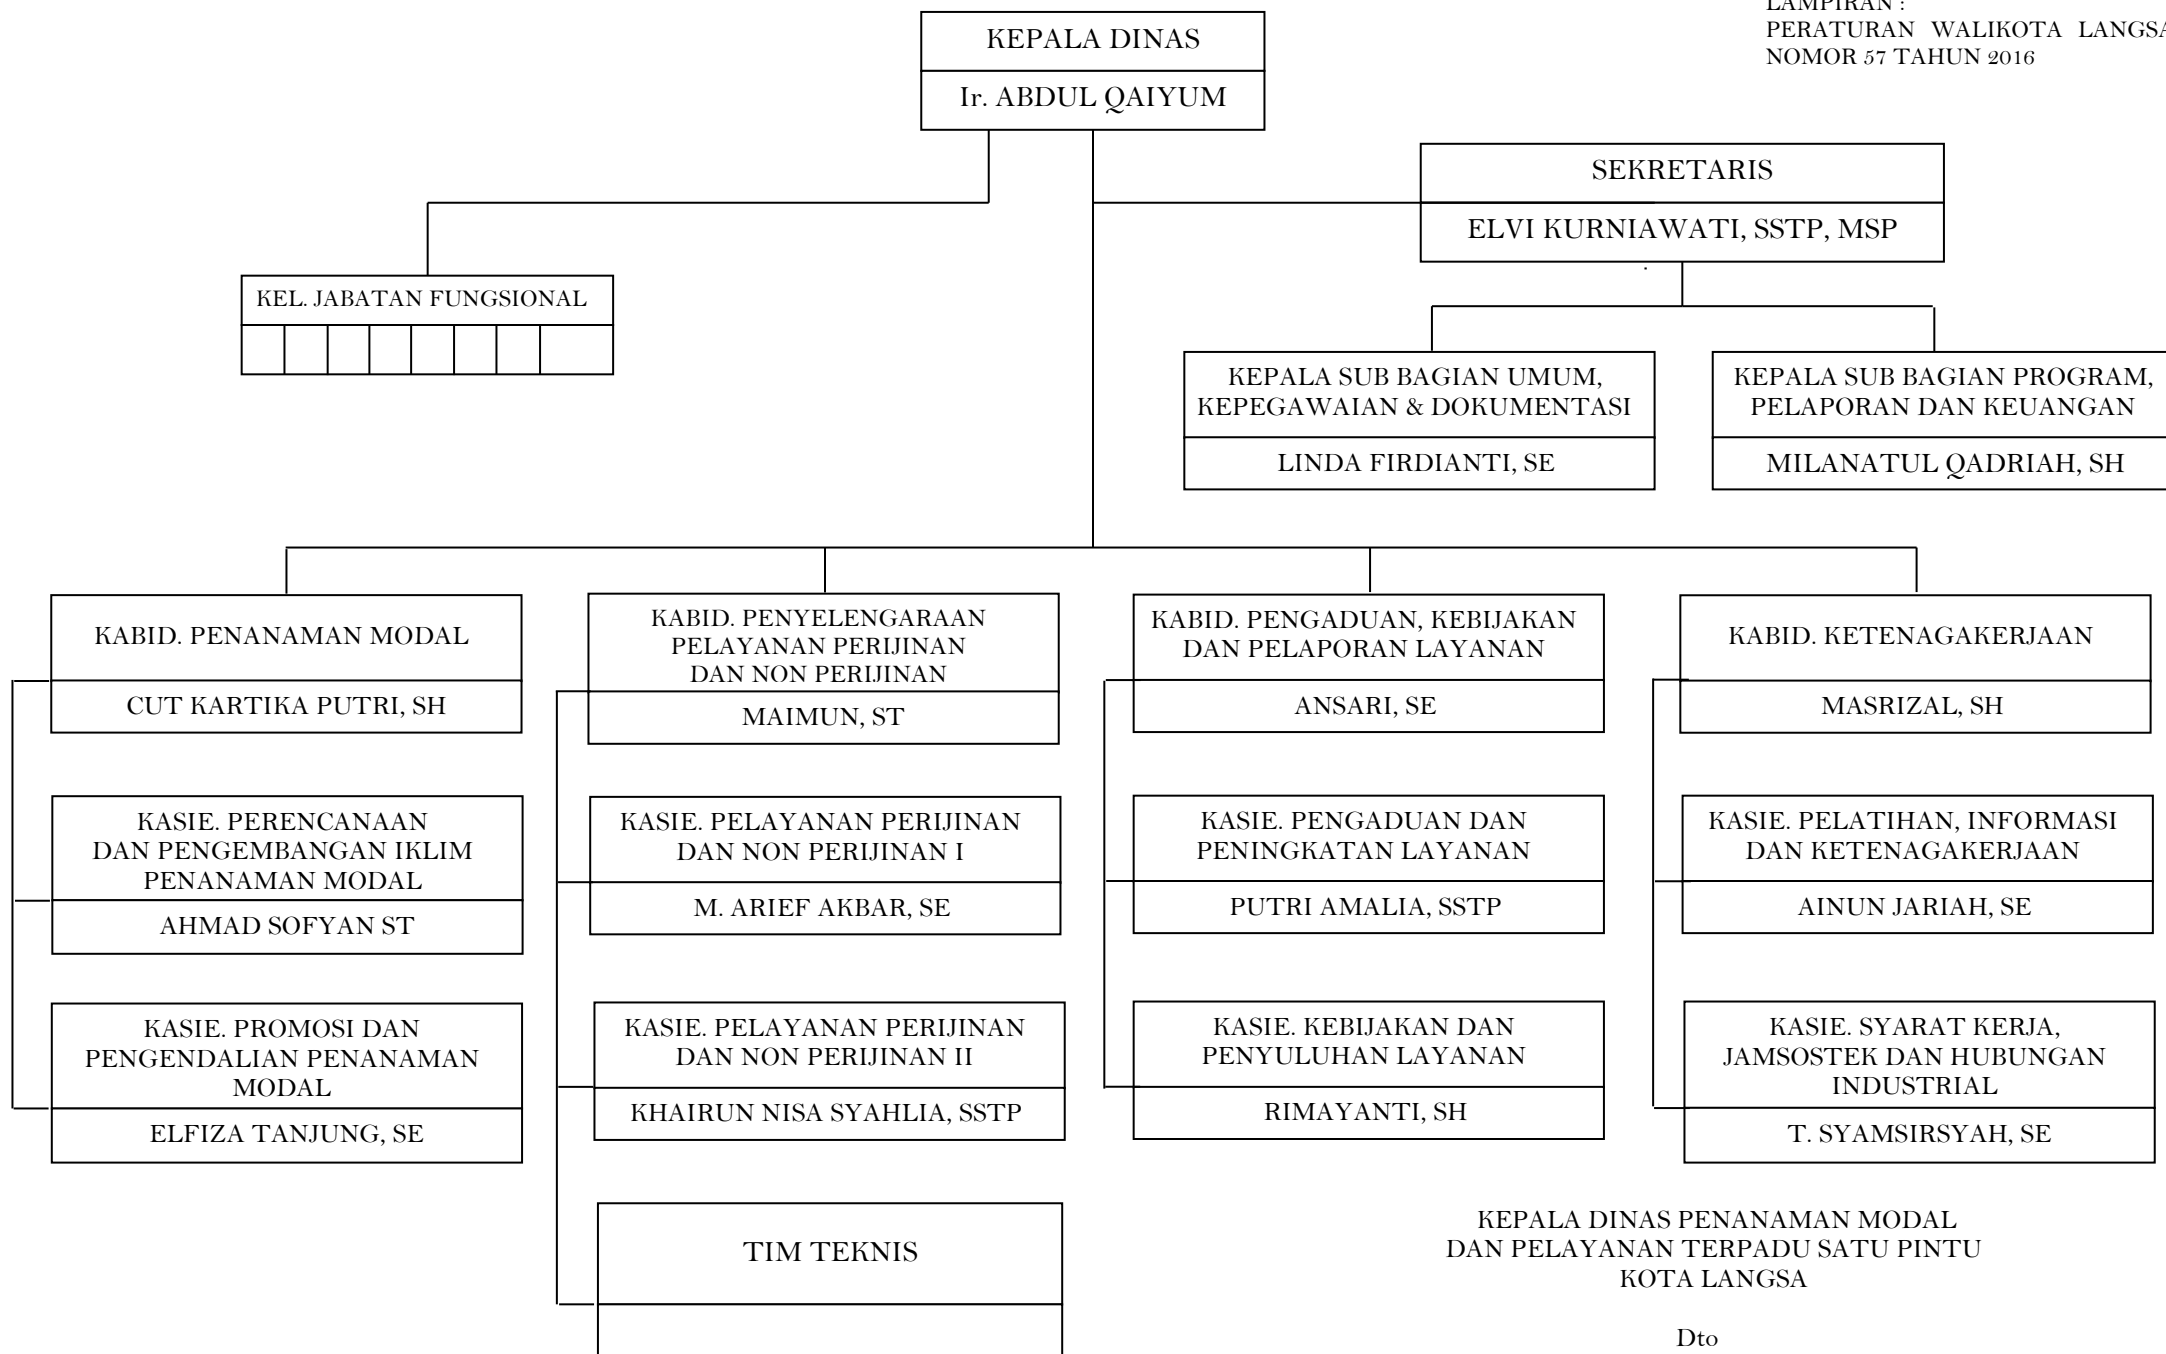 LAMPIRAN :
PERATURAN WALIKOTA LANGSA
NOMOR 57 TAHUN 2016
KEPALA DINAS
Ir. ABDUL QAIYUM
SEKRETARIS
ELVI KURNIAWATI, SSTP, MSP
KEL. JABATAN FUNGSIONAL
KEPALA SUB BAGIAN UMUM,
KEPEGAWAIAN & DOKUMENTASI
LINDA FIRDIANTI, SE
KEPALA SUB BAGIAN PROGRAM,
PELAPORAN DAN KEUANGAN
MILANATUL QADRIAH, SH
KABID. PENANAMAN MODAL
CUT KARTIKA PUTRI, SH
KASIE. PERENCANAAN
DAN PENGEMBANGAN IKLIM
PENANAMAN MODAL
AHMAD SOFYAN ST
KASIE. PROMOSI DAN
PENGENDALIAN PENANAMAN
MODAL
ELFIZA TANJUNG, SE
KABID. PENYELENGARAAN
PELAYANAN PERIJINAN
DAN NON PERIJINAN
MAIMUN, ST
KASIE. PELAYANAN PERIJINAN
DAN NON PERIJINAN I
M. ARIEF AKBAR, SE
KASIE. PELAYANAN PERIJINAN
DAN NON PERIJINAN II
KHAIRUN NISA SYAHLIA, SSTP
TIM TEKNIS
KABID. PENGADUAN, KEBIJAKAN
DAN PELAPORAN LAYANAN
ANSARI, SE
KASIE. PENGADUAN DAN
PENINGKATAN LAYANAN
PUTRI AMALIA, SSTP
KASIE. KEBIJAKAN DAN
PENYULUHAN LAYANAN
RIMAYANTI, SH
KABID. KETENAGAKERJAAN
MASRIZAL, SH
KASIE. PELATIHAN, INFORMASI
DAN KETENAGAKERJAAN
AINUN JARIAH, SE
KASIE. SYARAT KERJA,
JAMSOSTEK DAN HUBUNGAN
INDUSTRIAL
T. SYAMSIRSYAH, SE
KEPALA DINAS PENANAMAN MODAL
DAN PELAYANAN TERPADU SATU PINTU
KOTA LANGSA
Dto